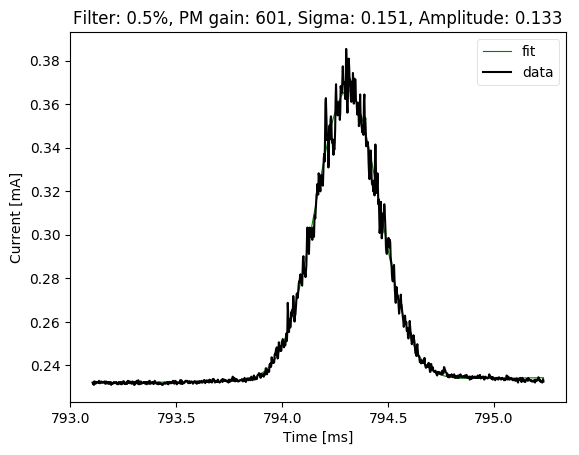 Filter: 0.5%, PM gain: 601, Sigma: 0.151, Amplitude: 0.133
fit
data
0.38
0.36
0.34
0.32
0.30
0.28
0.26
0.24
Current [mA]
793.0
793.5
794.0
794.5
795.0
Time [ms]